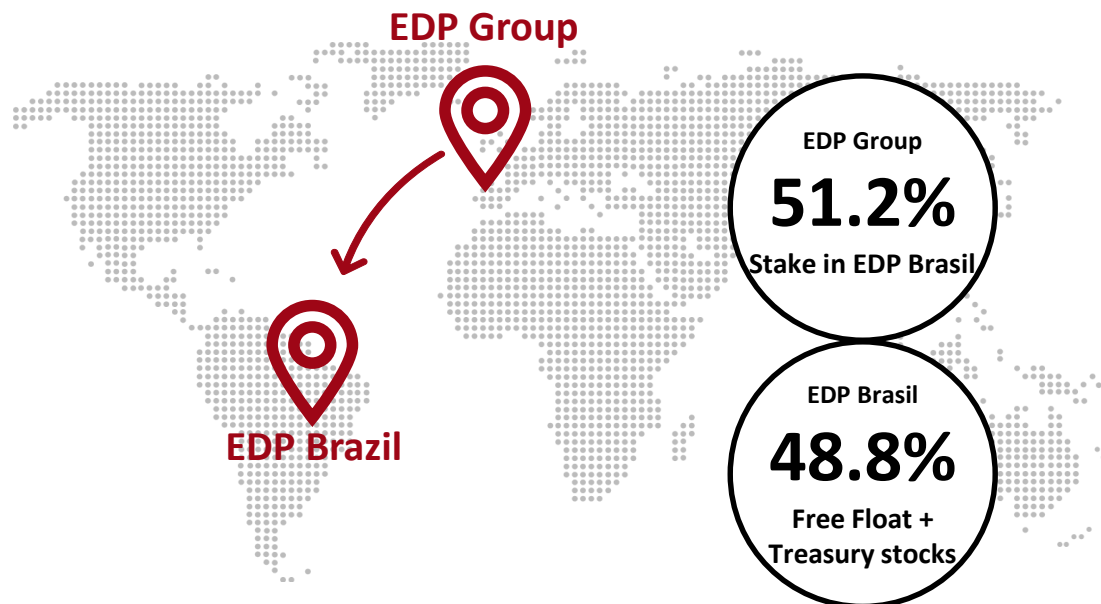 EDP Group
EDP Brazil
EDP Group
51.2%
Stake in EDP Brasil
EDP Brasil
48.8%
Free Float +
Treasury stocks